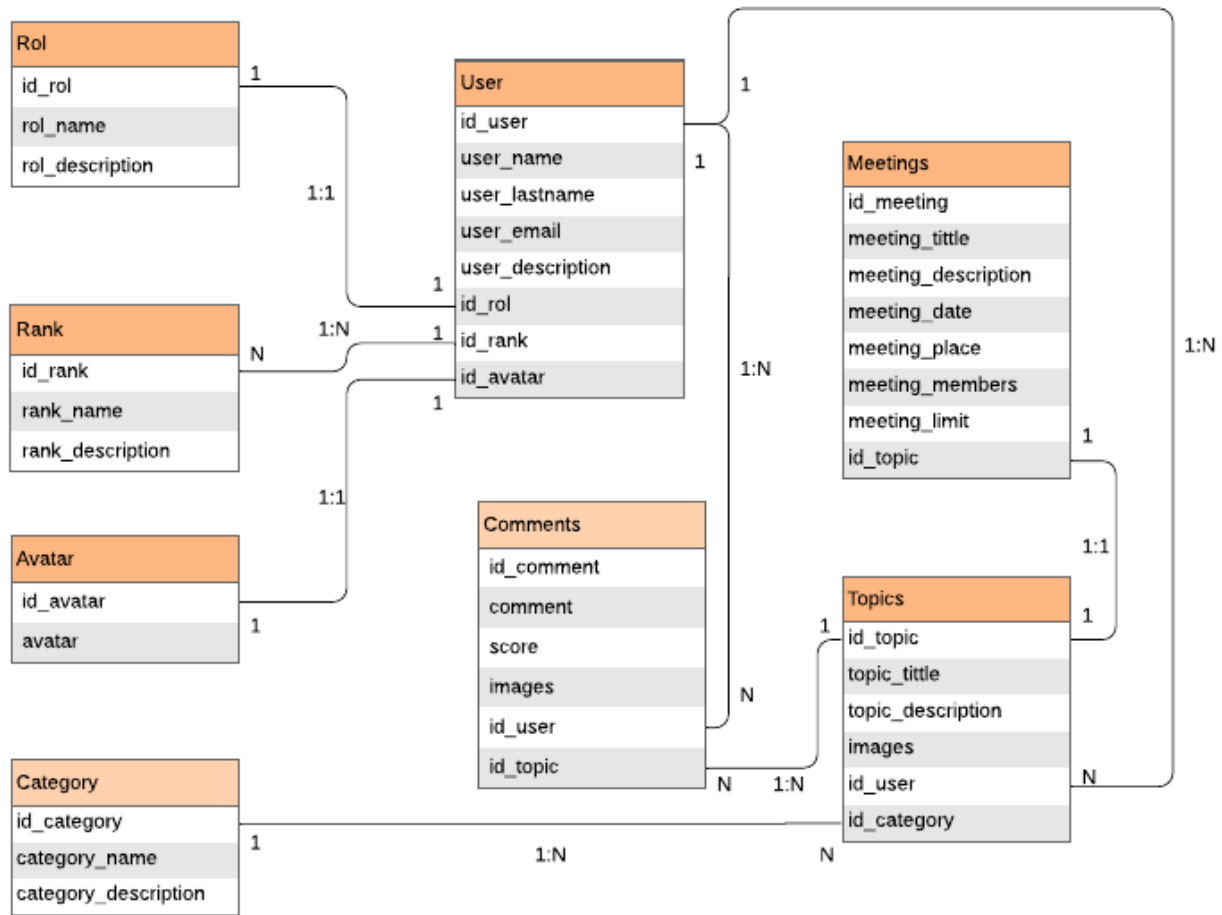 Rol
id_rol
rol_name
rol_description
1
1:1
1
User
id_user
user_name
user_lastname
user_email
user_description
id_rol
id_rank
id_avatar
1
1
1:N
N
Rank
id_rank
rank_name
rank_description
1:N
N
1
Avatar
id_avatar
avatar
1
1:1
1
Meetings
id_meeting
meeting_tittle
meeting_description
meeting_date
meeting_place
meeting_members
meeting_limit
id_topic
1
1:1
1
1:N
Comments
id_comment
comment
score
images
id_user
id_topic
N
1:N
1
Topics
id_topic
topic_tittle
topic_description
images
id_user
id_category
N
Category
id_category
category_name
category_description
1
1:N
N